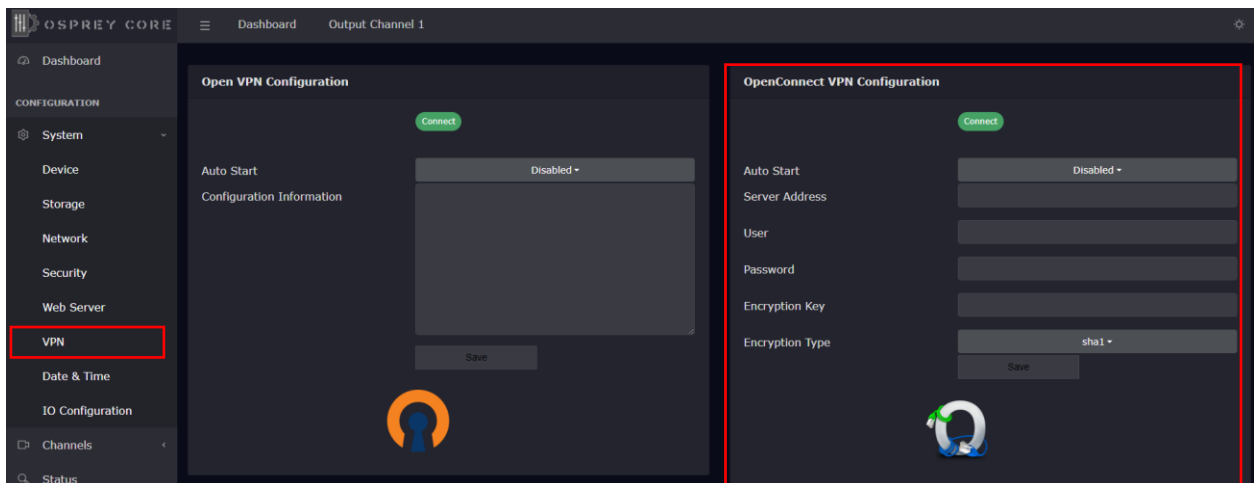 OSPREY CORE
Dashboard
Output Channel 1
Dashboard
CONFIGURATION
System
Device
Storage
Network
Security
Web Server
VPN
Date & Time
IO Configuration
Channels
Status
Open VPN Configuration
Connect
Auto Start
Disabled
Configuration Information
Save
OpenConnect VPN Configuration
Connect
Auto Start
Disabled
Server Address
User
Password
Encryption Key
Encryption Type
sha1
Save